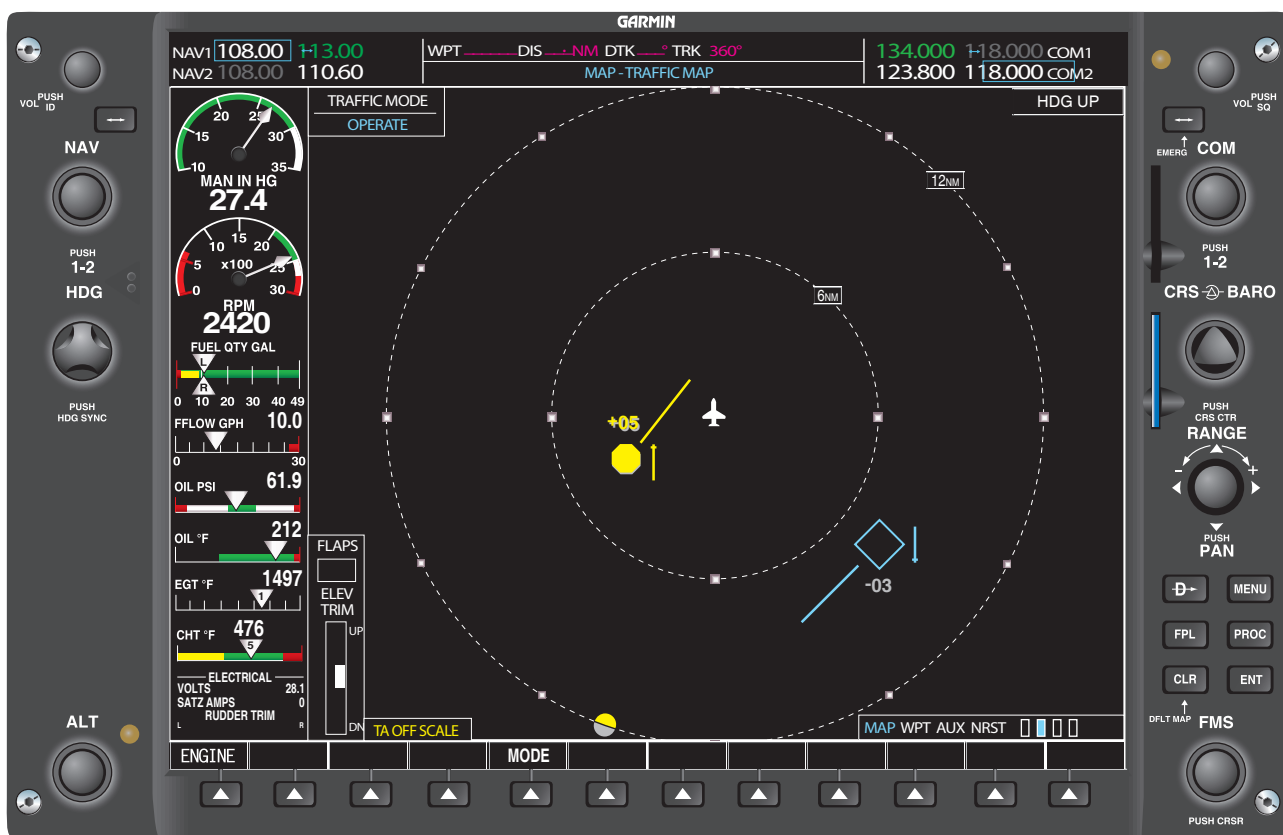 GARMIN
NAV1 108.00 ↔ 113.00
NAV2 108.00 110.60
WPT _______ DIS __._ NM DTK ___° TRK 360°
MAP - TRAFFIC MAP
134.000 ↔ 118.000 COM1
123.800 118.000 COM2
VOL PUSH ID
NAV
PUSH
1-2
HDG
PUSH
HDG SYNC
ALT
20 25
15 30
10 35
MAN IN HG
27.4
10 15 20
5 x100 25
0 30
RPM
2420
FUEL QTY GAL
L
R
0 10 20 30 40 49
FFLOW GPH 10.0
0 30
OIL PSI 61.9
OIL °F 212
EGT °F 1497
1
CHT °F 476
5
ELECTRICAL
VOLTS 28.1
SATZ AMPS 0
RUDDER TRIM
L R
TRAFFIC MODE
OPERATE
HDG UP
12NM
6NM
+05
-03
FLAPS
ELEV
TRIM
UP
DN
TA OFF SCALE
MAP WPT AUX NRST
ENGINE MODE
VOL PUSH SQ
EMERG
COM
PUSH
1-2
CRS BARO
PUSH
CRS CTR
RANGE
- +
PUSH
PAN
D MENU
FPL PROC
CLR ENT
DFLT MAP
FMS
PUSH CRSR